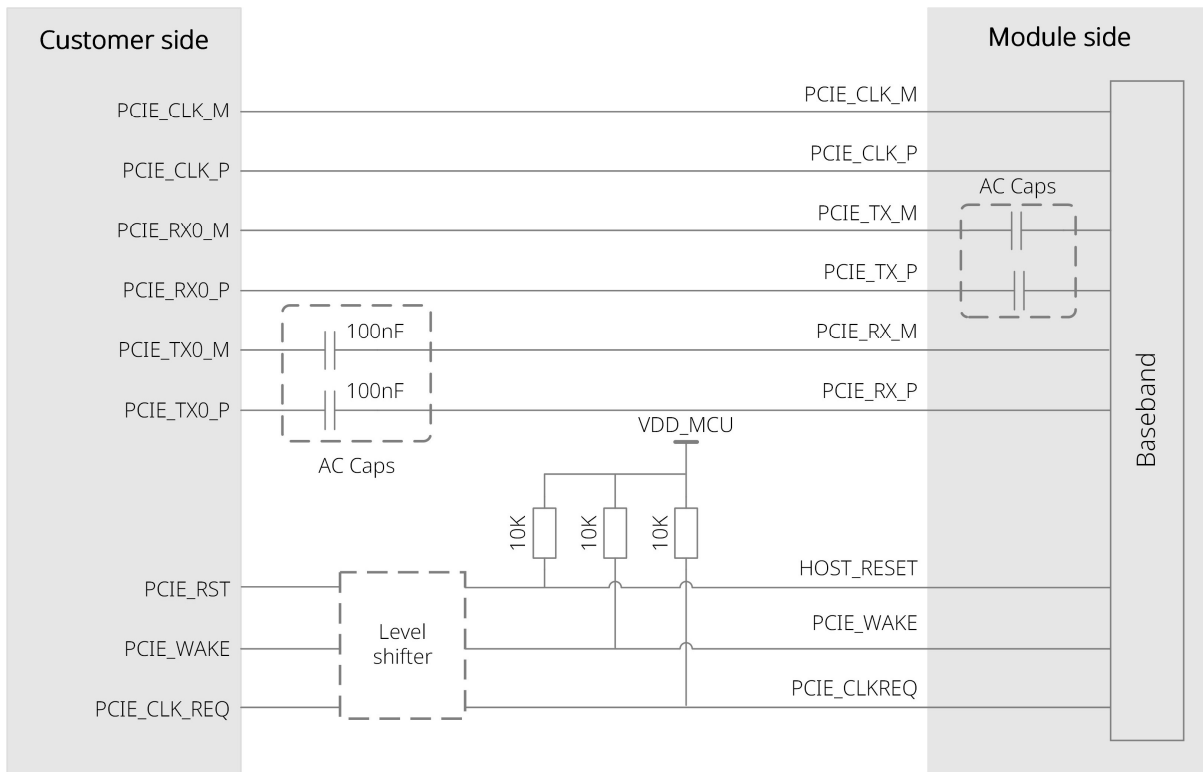 Customer side
Module side
PCIE_CLK_M
PCIE_CLK_M
PCIE_CLK_P
PCIE_CLK_P
AC Caps
PCIE_RX0_M
PCIE_TX_M
PCIE_RX0_P
PCIE_TX_P
100nF
PCIE_TX0_M
PCIE_RX_M
100nF
PCIE_TX0_P
PCIE_RX_P
AC Caps
VDD_MCU
Baseband
10K
10K
10K
PCIE_RST
HOST_RESET
Level
shifter
PCIE_WAKE
PCIE_WAKE
PCIE_CLK_REQ
PCIE_CLKREQ